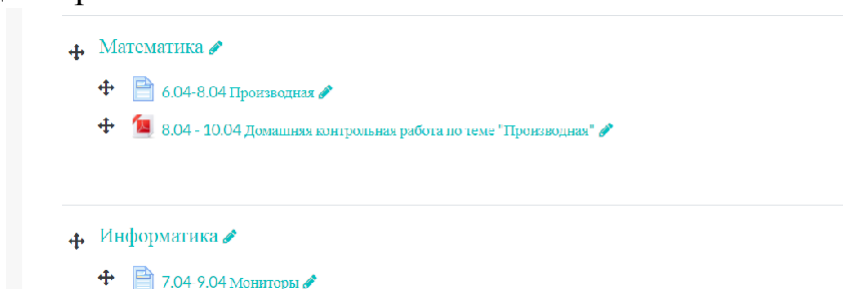 Математика
6.04-8.04 Производная
8.04 - 10.04 Домашняя контрольная работа по теме "Производная"
Информатика
7.04-9.04 Мониторы